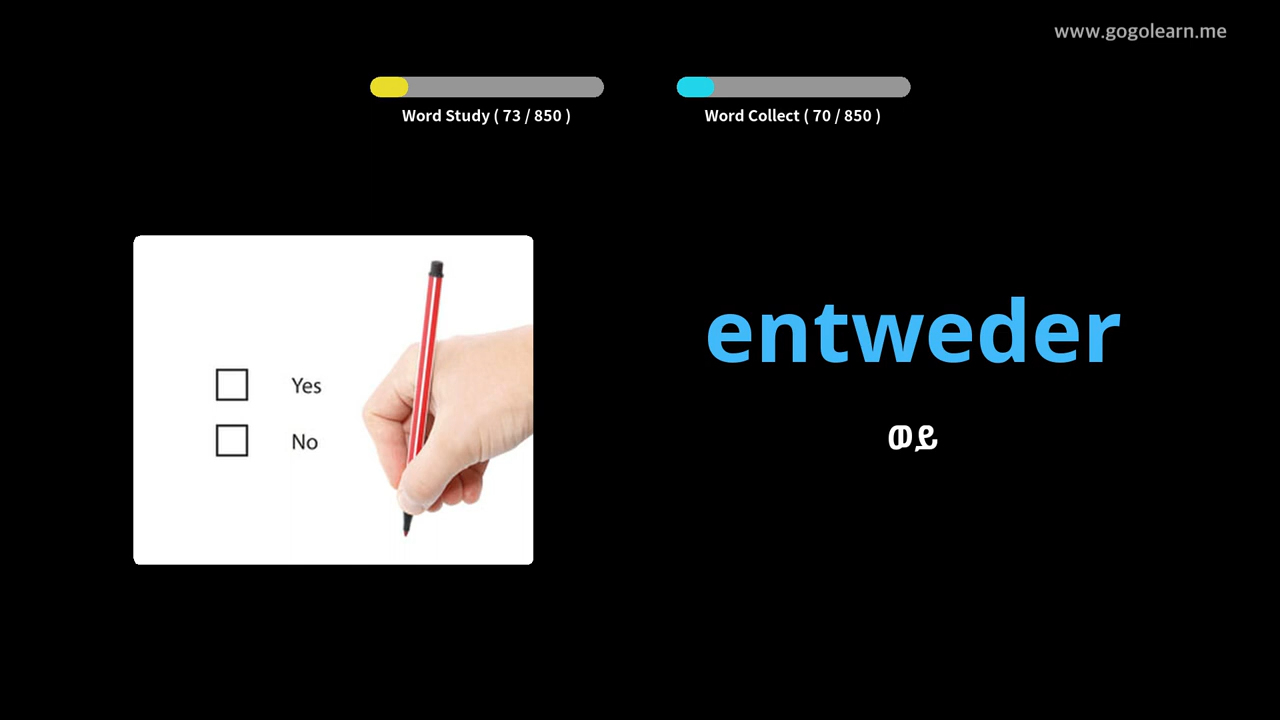 www.gogolearn.me
Word Study ( 73 / 850 )
Word Collect ( 70 / 850 )
Yes
No
entweder
ወይ